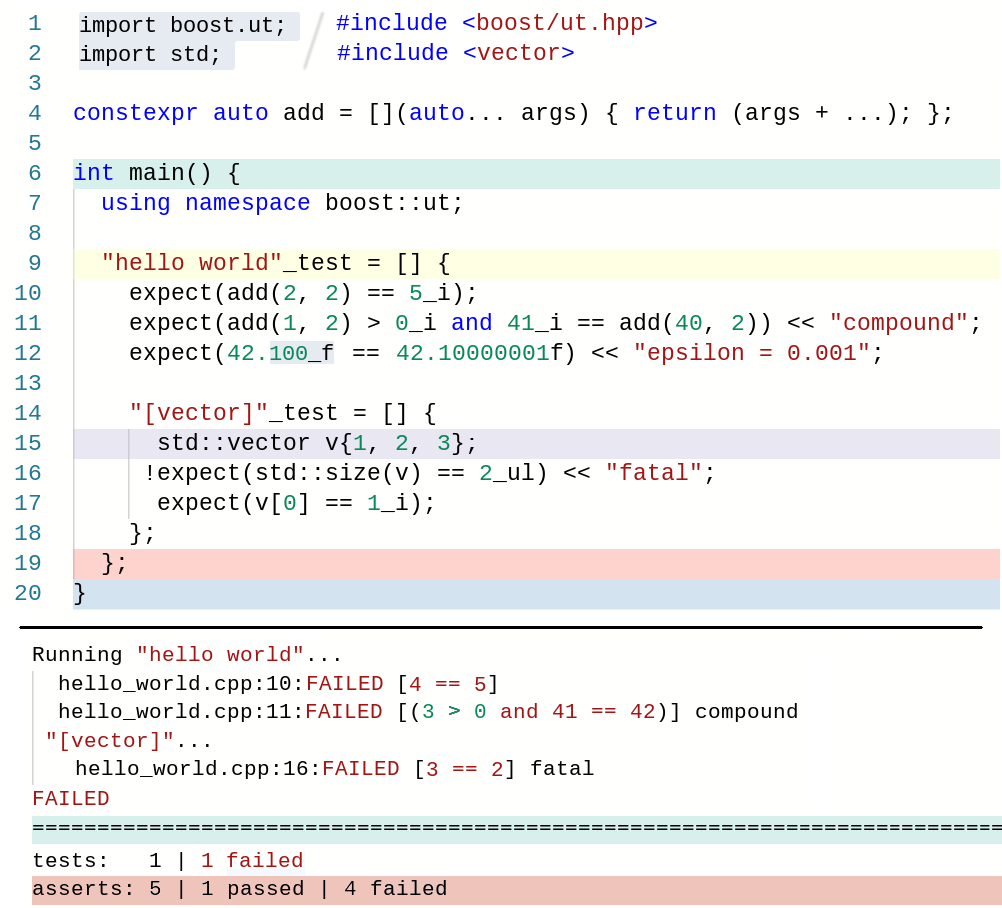 1 import boost.ut; / #include <boost/ut.hpp>
2 import std; #include <vector>
3
4 constexpr auto add = [](auto... args) { return (args + ...); };
5
6 int main() {
7   using namespace boost::ut;
8
9   "hello world"_test = [] {
10     expect(add(2, 2) == 5_i);
11     expect(add(1, 2) > 0_i and 41_i == add(40, 2)) << "compound";
12     expect(42.100_f == 42.10000001f) << "epsilon = 0.001";
13
14     "[vector]"_test = [] {
15       std::vector v{1, 2, 3};
16      !expect(std::size(v) == 2_ul) << "fatal";
17       expect(v[0] == 1_i);
18     };
19   };
20 }
Running "hello world"...
  hello_world.cpp:10:FAILED [4 == 5]
  hello_world.cpp:11:FAILED [(3 > 0 and 41 == 42)] compound
 "[vector]"...
   hello_world.cpp:16:FAILED [3 == 2] fatal
FAILED
===========================================================================
tests:   1 | 1 failed
asserts: 5 | 1 passed | 4 failed